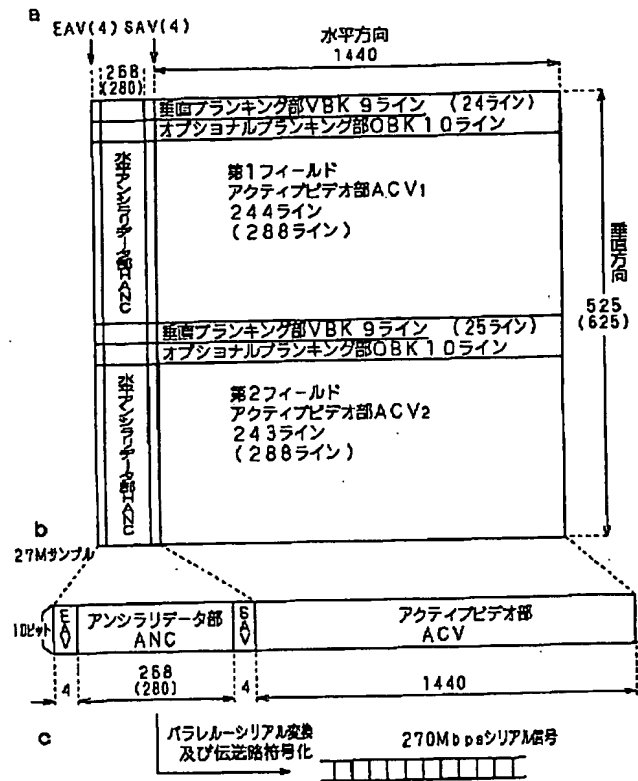 a
EAV(4) SAV(4)
水平方向
1440
268
(280)
垂直ブランキング部VBK 9ライン (24ライン)
オプショナルブランキング部OBK 10ライン
水平アンシラリデータ部HANC
第1フィールド
アクティブビデオ部ACV1
244ライン
(288ライン)
垂直方向
525
(625)
垂直ブランキング部VBK 9ライン (25ライン)
オプショナルブランキング部OBK 10ライン
水平アンシラリデータ部HANC
第2フィールド
アクティブビデオ部ACV2
243ライン
(288ライン)
b
27Mサンプル
10ビット
EAV
アンシラリデータ部
ANC
SAV
アクティブビデオ部
ACV
4
268
(280)
4
1440
c
パラレルーシリアル変換
及び伝送路符号化
270Mbpsシリアル信号